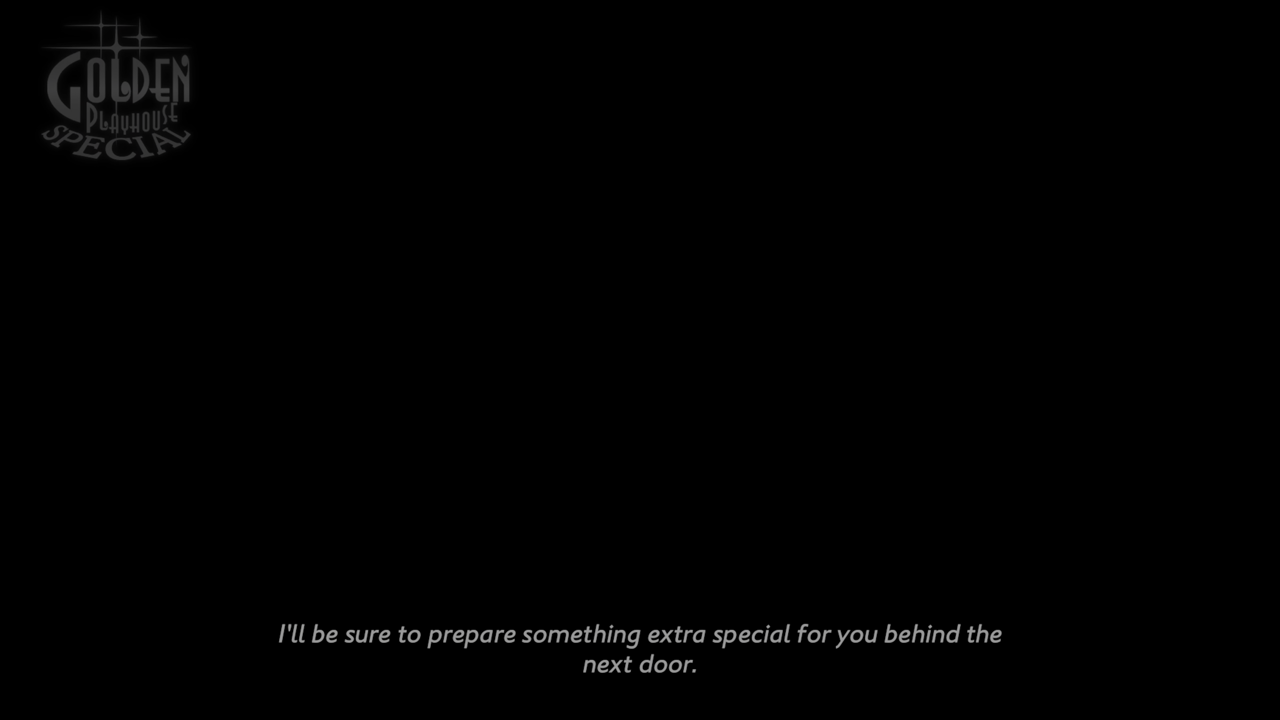 GOLDEN
PLAYHOUSE
SPECIAL
I'll be sure to prepare something extra special for you behind the
next door.